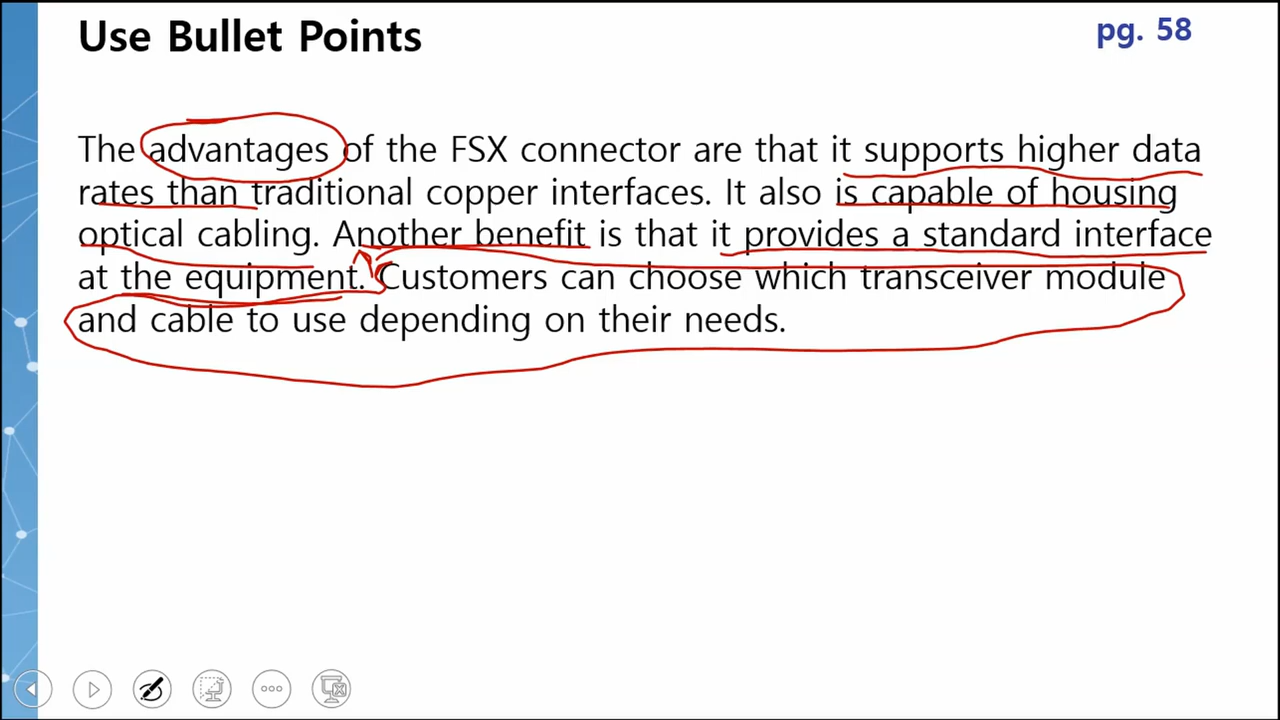 Use Bullet Points
pg. 58
The advantages of the FSX connector are that it supports higher data
rates than traditional copper interfaces. It also is capable of housing
optical cabling. Another benefit is that it provides a standard interface
at the equipment. Customers can choose which transceiver module
and cable to use depending on their needs.